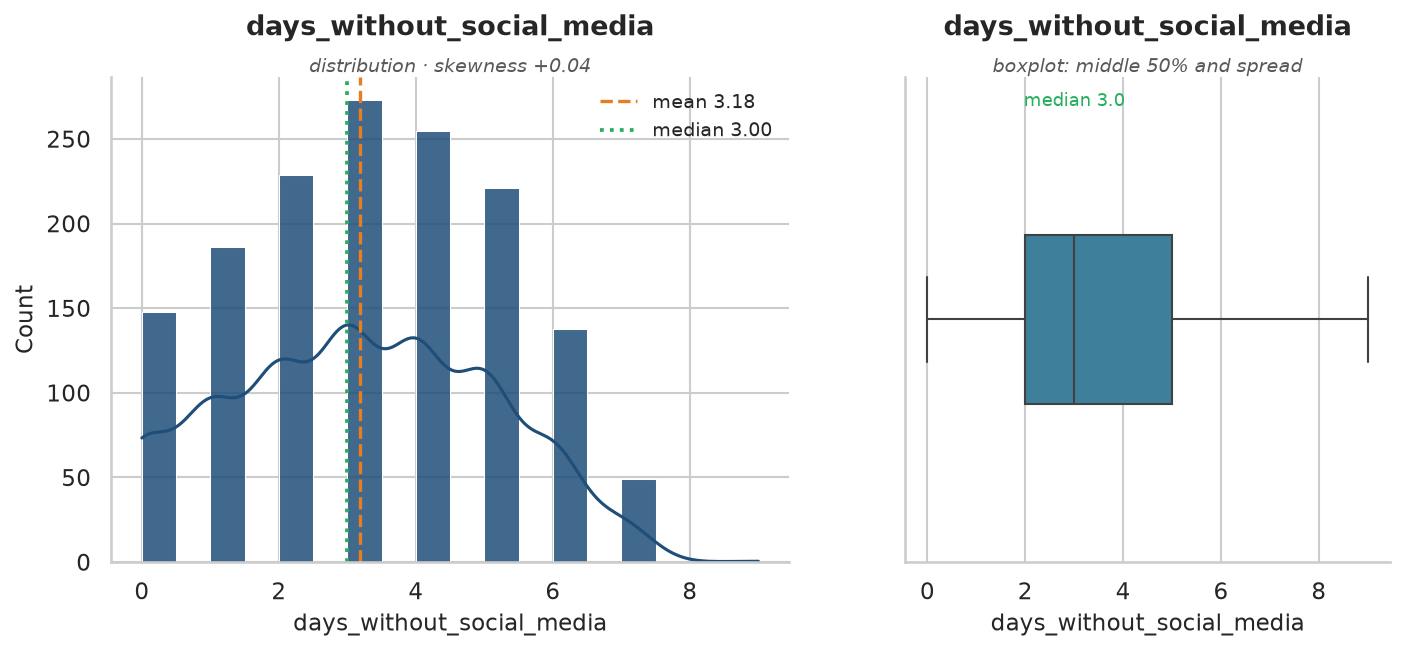 days_without_social_media
distribution · skewness +0.04
mean 3.18
median 3.00
250
200
150
100
50
0
Count
0 2 4 6 8
days_without_social_media
days_without_social_media
boxplot: middle 50% and spread
median 3.0
0 2 4 6 8
days_without_social_media